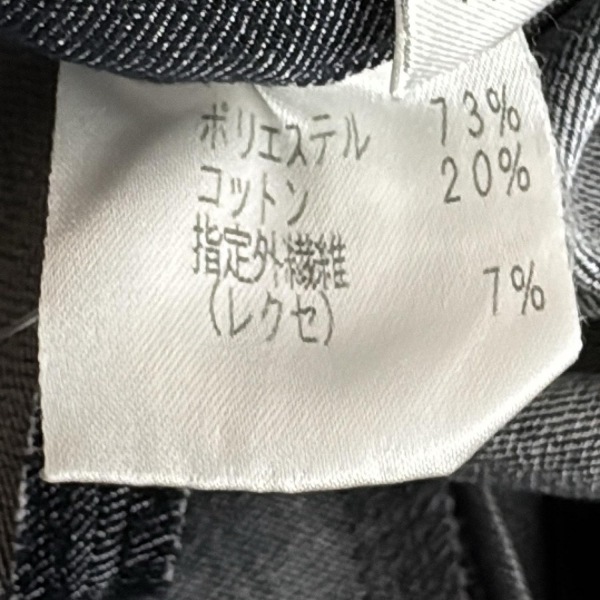 ポリエステル 73%
コットン 20%
指定外繊維
(レクセ) 7%